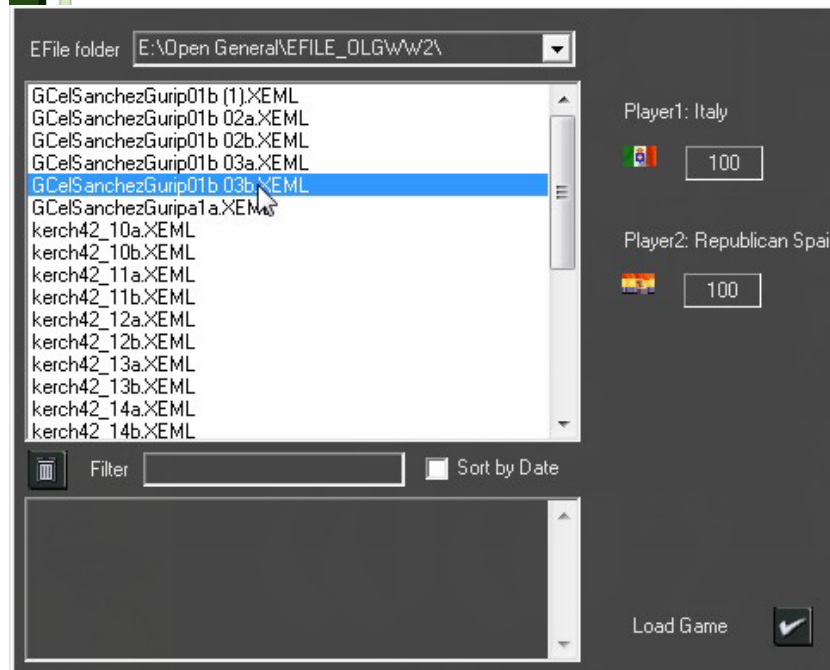 EFile folder E:\Open General\EFILE_OLGWW2\
GCelSanchezGurip01b (1).XEML
GCelSanchezGurip01b 02a.XEML
GCelSanchezGurip01b 02b.XEML
GCelSanchezGurip01b 03a.XEML
GCelSanchezGurip01b 03b.XEML
GCelSanchezGuripa1a.XEML
kerch42_10a.XEML
kerch42_10b.XEML
kerch42_11a.XEML
kerch42_11b.XEML
kerch42_12a.XEML
kerch42_12b.XEML
kerch42_13a.XEML
kerch42_13b.XEML
kerch42_14a.XEML
kerch42_14b.XEML
Player1: Italy
100
Player2: Republican Spai
100
Filter Sort by Date
Load Game